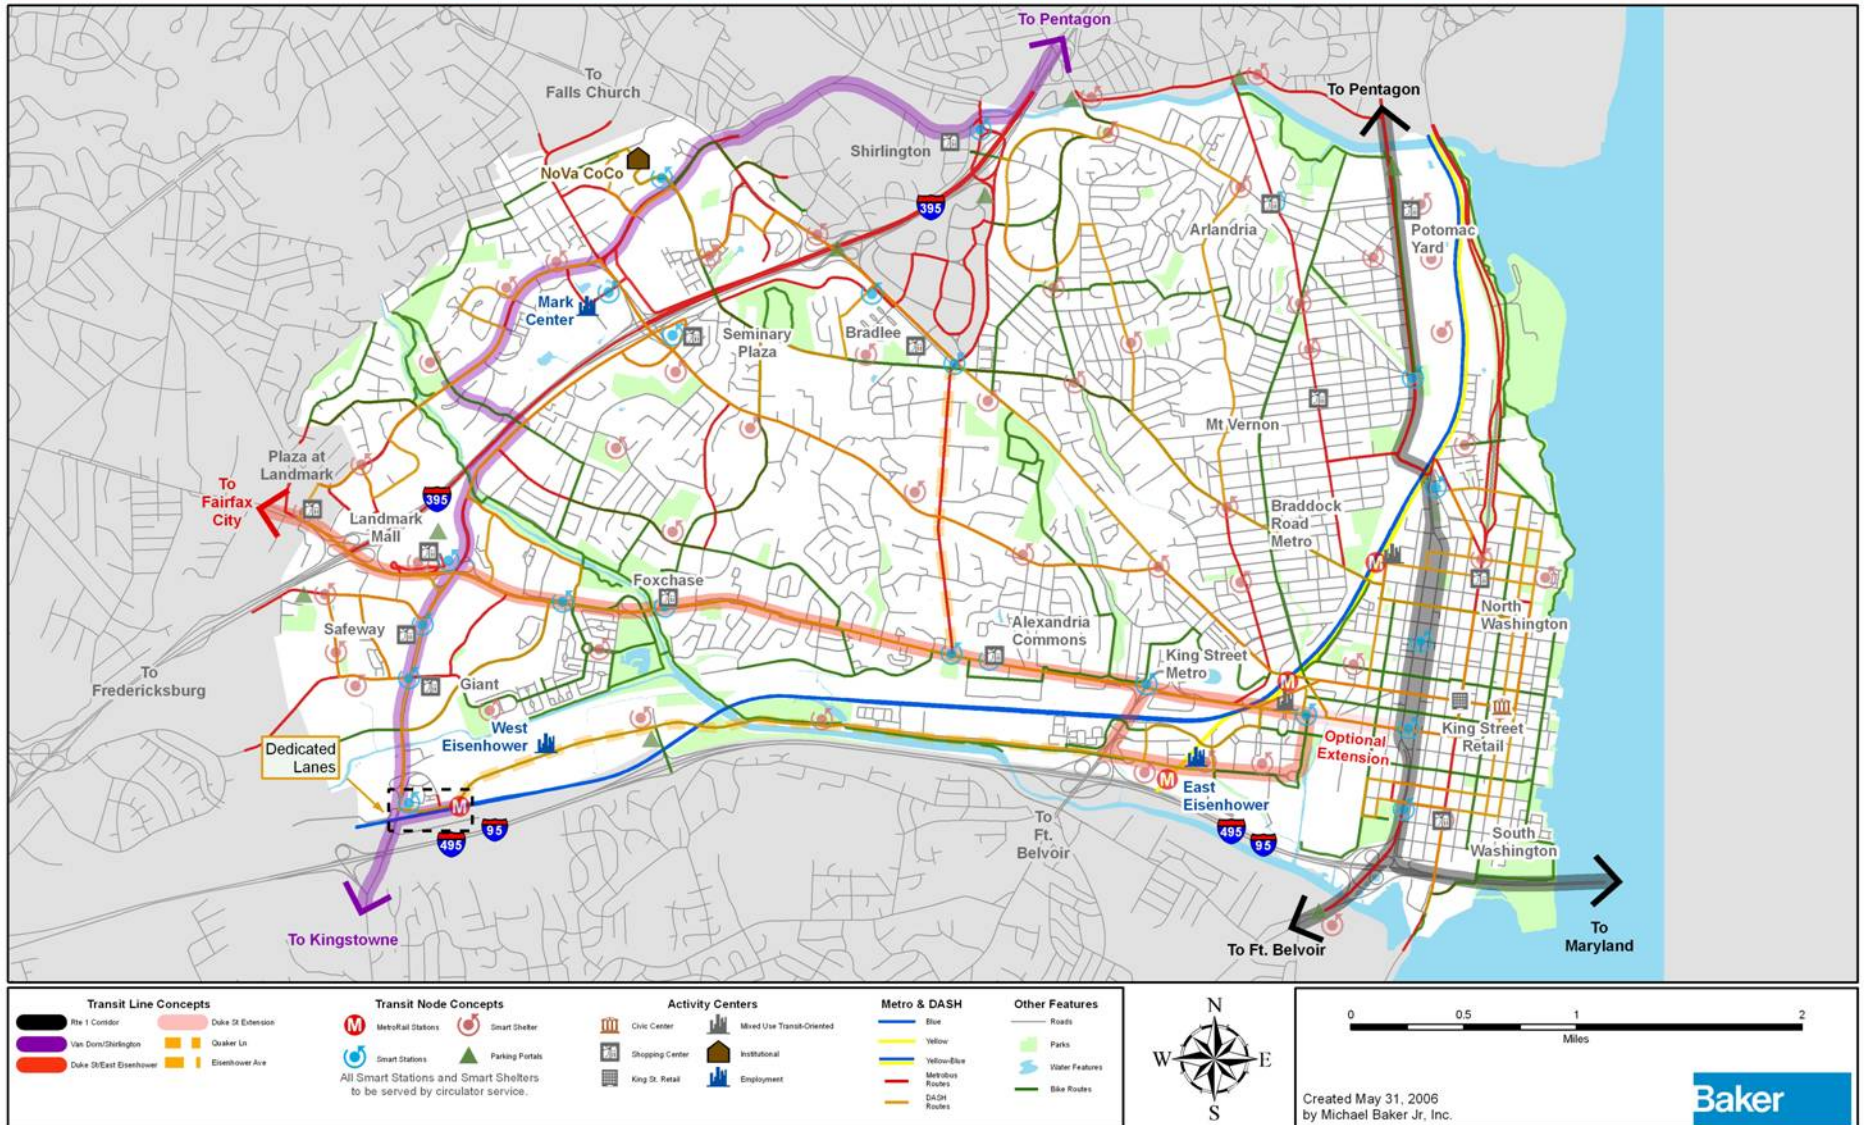 To Pentagon
To
Falls Church
To Pentagon
Shirlington
NoVa CoCo
395
Arlandria
Potomac
Yard
Mark
Center
Seminary
Plaza
Bradlee
Mt Vernon
Plaza at
Landmark
To
Fairfax
City
395
Landmark
Mall
Braddock
Road
Metro
M
Foxchase
North
Washington
Safeway
Alexandria
Commons
King Street
Metro
M
To
Fredericksburg
Giant
West
Eisenhower
King Street
Retail
Optional
Extension
Dedicated
Lanes
M
East
Eisenhower
M
495
95
To
Ft.
Belvoir
495
95
South
Washington
To Kingstowne
To Ft. Belvoir
To
Maryland
Transit Line Concepts
Rte 1 Corridor
Van Dorn/Shirlington
Duke St/East Eisenhower
Duke St Extension
Quaker Ln
Eisenhower Ave
Transit Node Concepts
M
MetroRail Stations
Smart Shelter
Smart Stations
Parking Portals
All Smart Stations and Smart Shelters
to be served by circulator service.
Activity Centers
Civic Center
Mixed Use Transit-Oriented
Shopping Center
Institutional
King St. Retail
Employment
Metro & DASH
Blue
Yellow
Yellow-Blue
Metrobus
Routes
DASH
Routes
Other Features
Roads
Parks
Water Features
Bike Routes
N
W
E
S
0
0.5
1
2
Miles
Created May 31, 2006
by Michael Baker Jr, Inc.
Baker